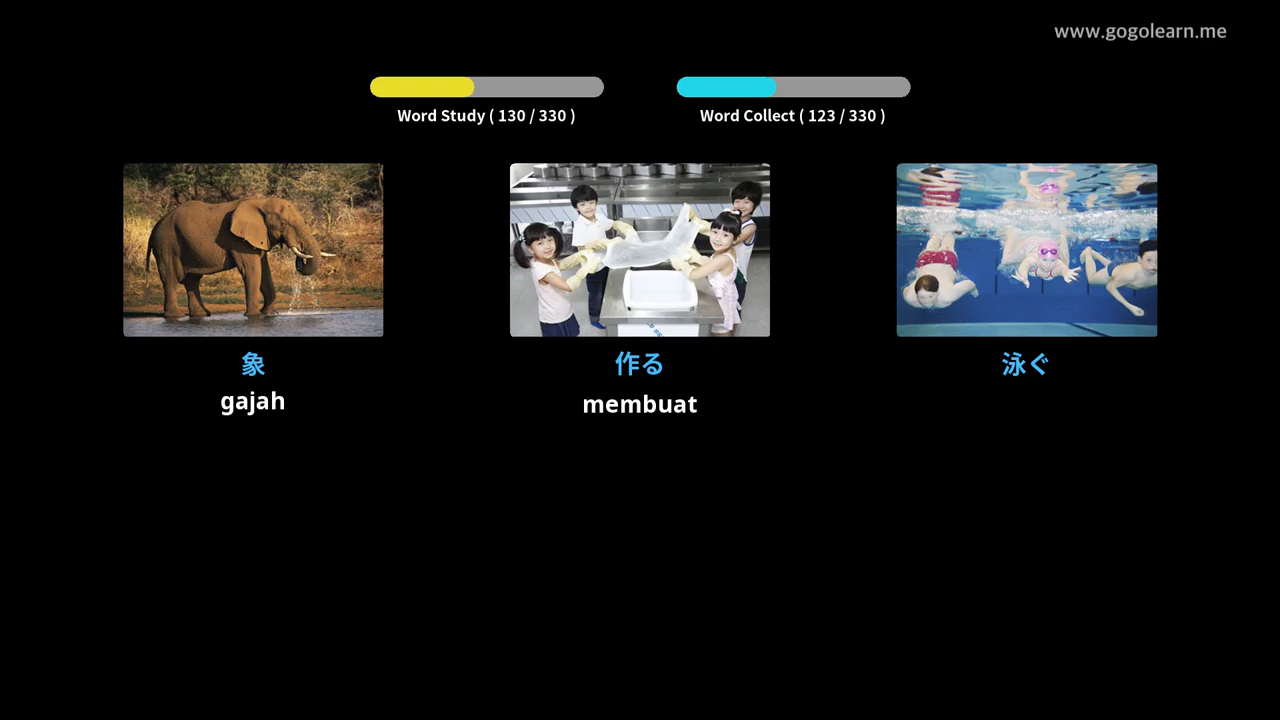 www.gogolearn.me
Word Study ( 130 / 330 )
Word Collect ( 123 / 330 )
象
gajah
作る
membuat
泳ぐ